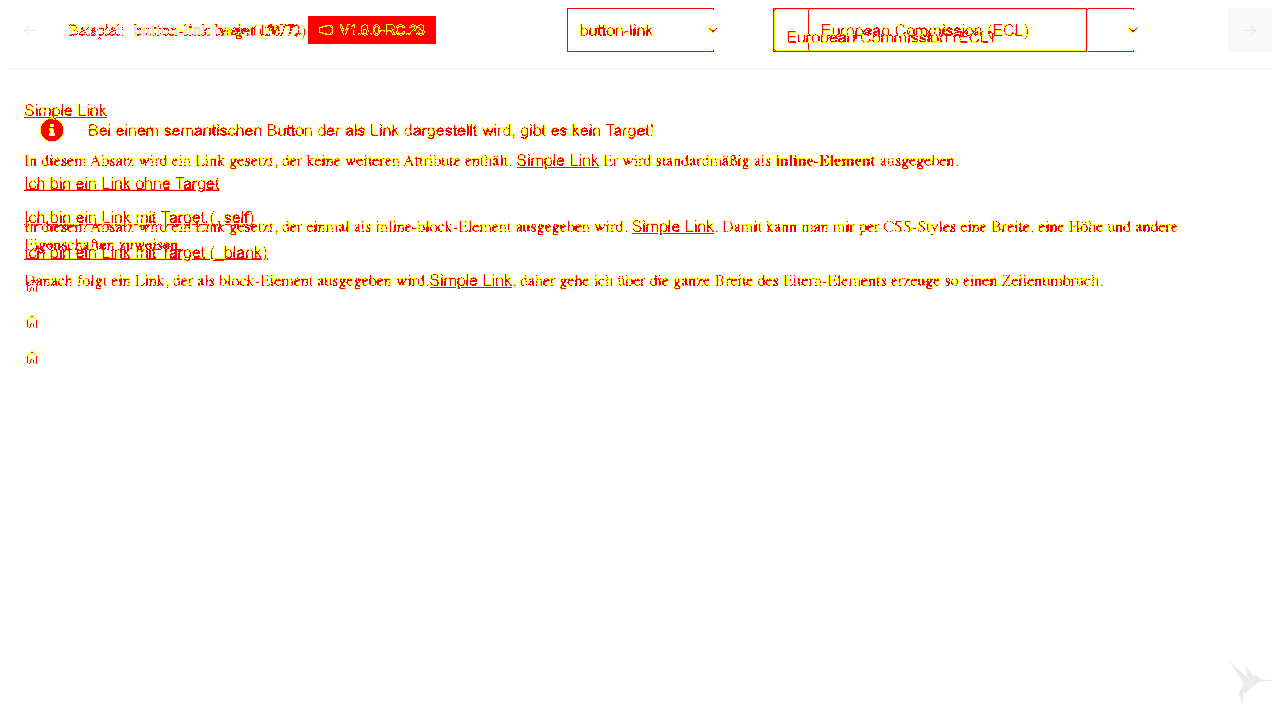 Beispiel button-link V1.0.0-RC.20 button-link European Commission (ECL)
European Commission (ECL)
Simple Link
Bei einem semantischen Button der als Link dargestellt wird, gibt es kein Target!
In diesem Absatz wird ein Link gesetzt, der keine weiteren Attribute enthält. Simple Link Er wird standardmäßig als inline-Element ausgegeben.
Ich bin ein Link ohne Target
Ich bin ein Link mit Target (_self)
In diesem Absatz wird ein Link gesetzt, der einmal als inline-block-Element ausgegeben wird. Simple Link. Damit kann man mir per CSS-Styles eine Breite, eine Höhe und andere
Eigenschaften zuweisen.
Ich bin ein Link mit Target (_blank)
Danach folgt ein Link, der als block-Element ausgegeben wird.Simple Link, daher gehe ich über die ganze Breite des Eltern-Elements erzeuge so einen Zeilenumbruch.